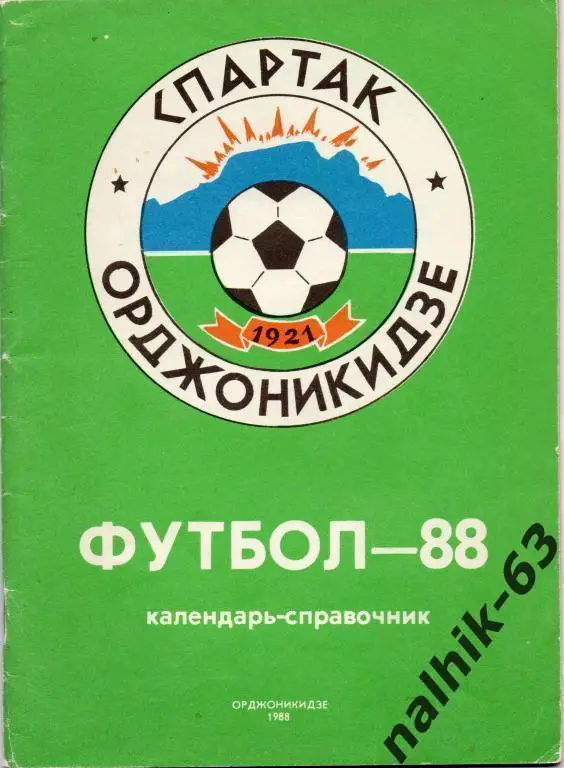 СПАРТАК
ОРДЖОНИКИДЗЕ
1921
ФУТБОЛ—88
календарь-справочник
ОРДЖОНИКИДЗЕ
1988
nalhik-63